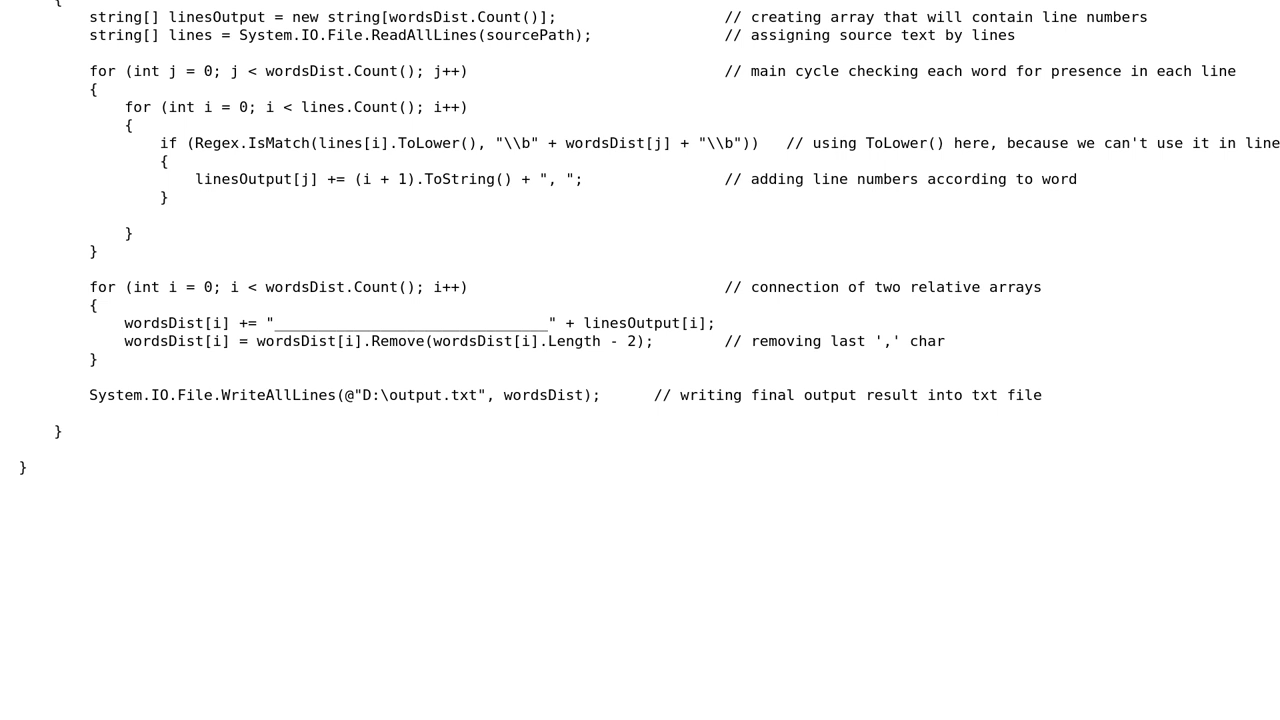 {
string[] linesOutput = new string[wordsDist.Count()]; // creating array that will contain line numbers
string[] lines = System.IO.File.ReadAllLines(sourcePath); // assigning source text by lines
for (int j = 0; j < wordsDist.Count(); j++) // main cycle checking each word for presence in each line
{
for (int i = 0; i < lines.Count(); i++)
{
if (Regex.IsMatch(lines[i].ToLower(), "\\b" + wordsDist[j] + "\\b")) // using ToLower() here, because we can't use it in line
{
linesOutput[j] += (i + 1).ToString() + ", "; // adding line numbers according to word
}
}
}
for (int i = 0; i < wordsDist.Count(); i++) // connection of two relative arrays
{
wordsDist[i] += "_______________________________" + linesOutput[i];
wordsDist[i] = wordsDist[i].Remove(wordsDist[i].Length - 2); // removing last ',' char
}
System.IO.File.WriteAllLines(@"D:\output.txt", wordsDist); // writing final output result into txt file
}
}